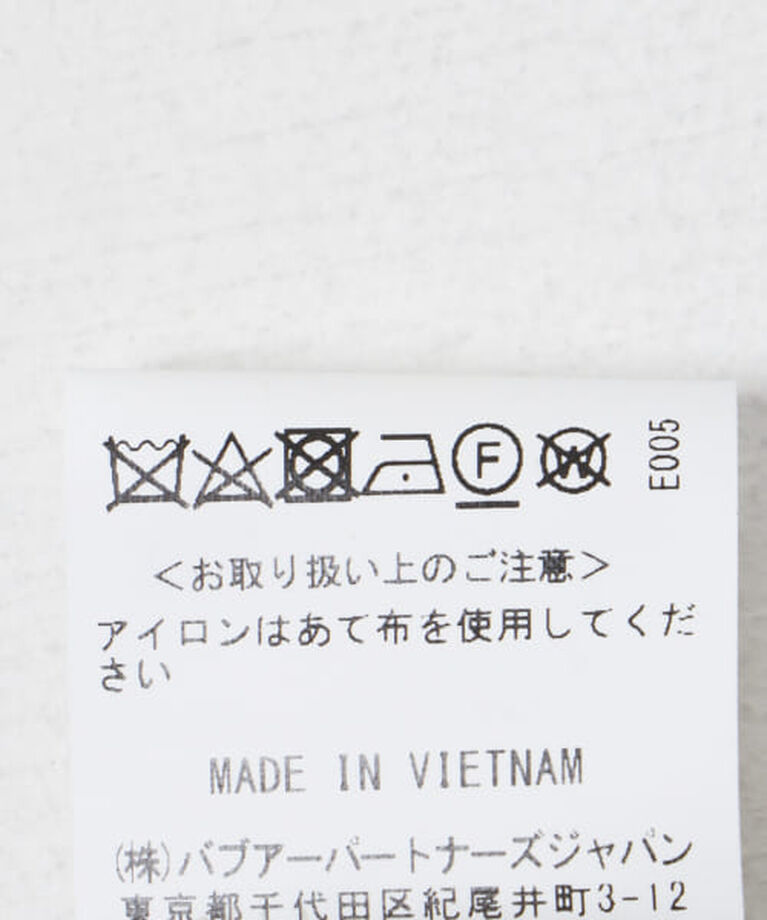 F W E005
<お取り扱い上のご注意>
アイロンはあて布を使用してくだ
さい
MADE IN VIETNAM
(株)バブアーパートナーズジャパン
東京都千代田区紀尾井町3-12